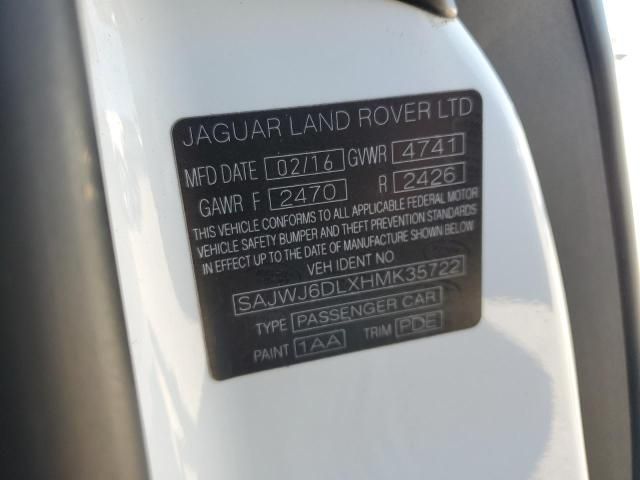 JAGUAR LAND ROVER LTD
MFD DATE 02/16 GVWR 4741
GAWR F 2470 R 2426
THIS VEHICLE CONFORMS TO ALL APPLICABLE FEDERAL MOTOR
VEHICLE SAFETY BUMPER AND THEFT PREVENTION STANDARDS
IN EFFECT UP TO THE DATE OF MANUFACTURE SHOWN ABOVE
VEH IDENT NO
SAJWJ6DLXHMK35722
TYPE PASSENGER CAR
PAINT 1AA TRIM PDE